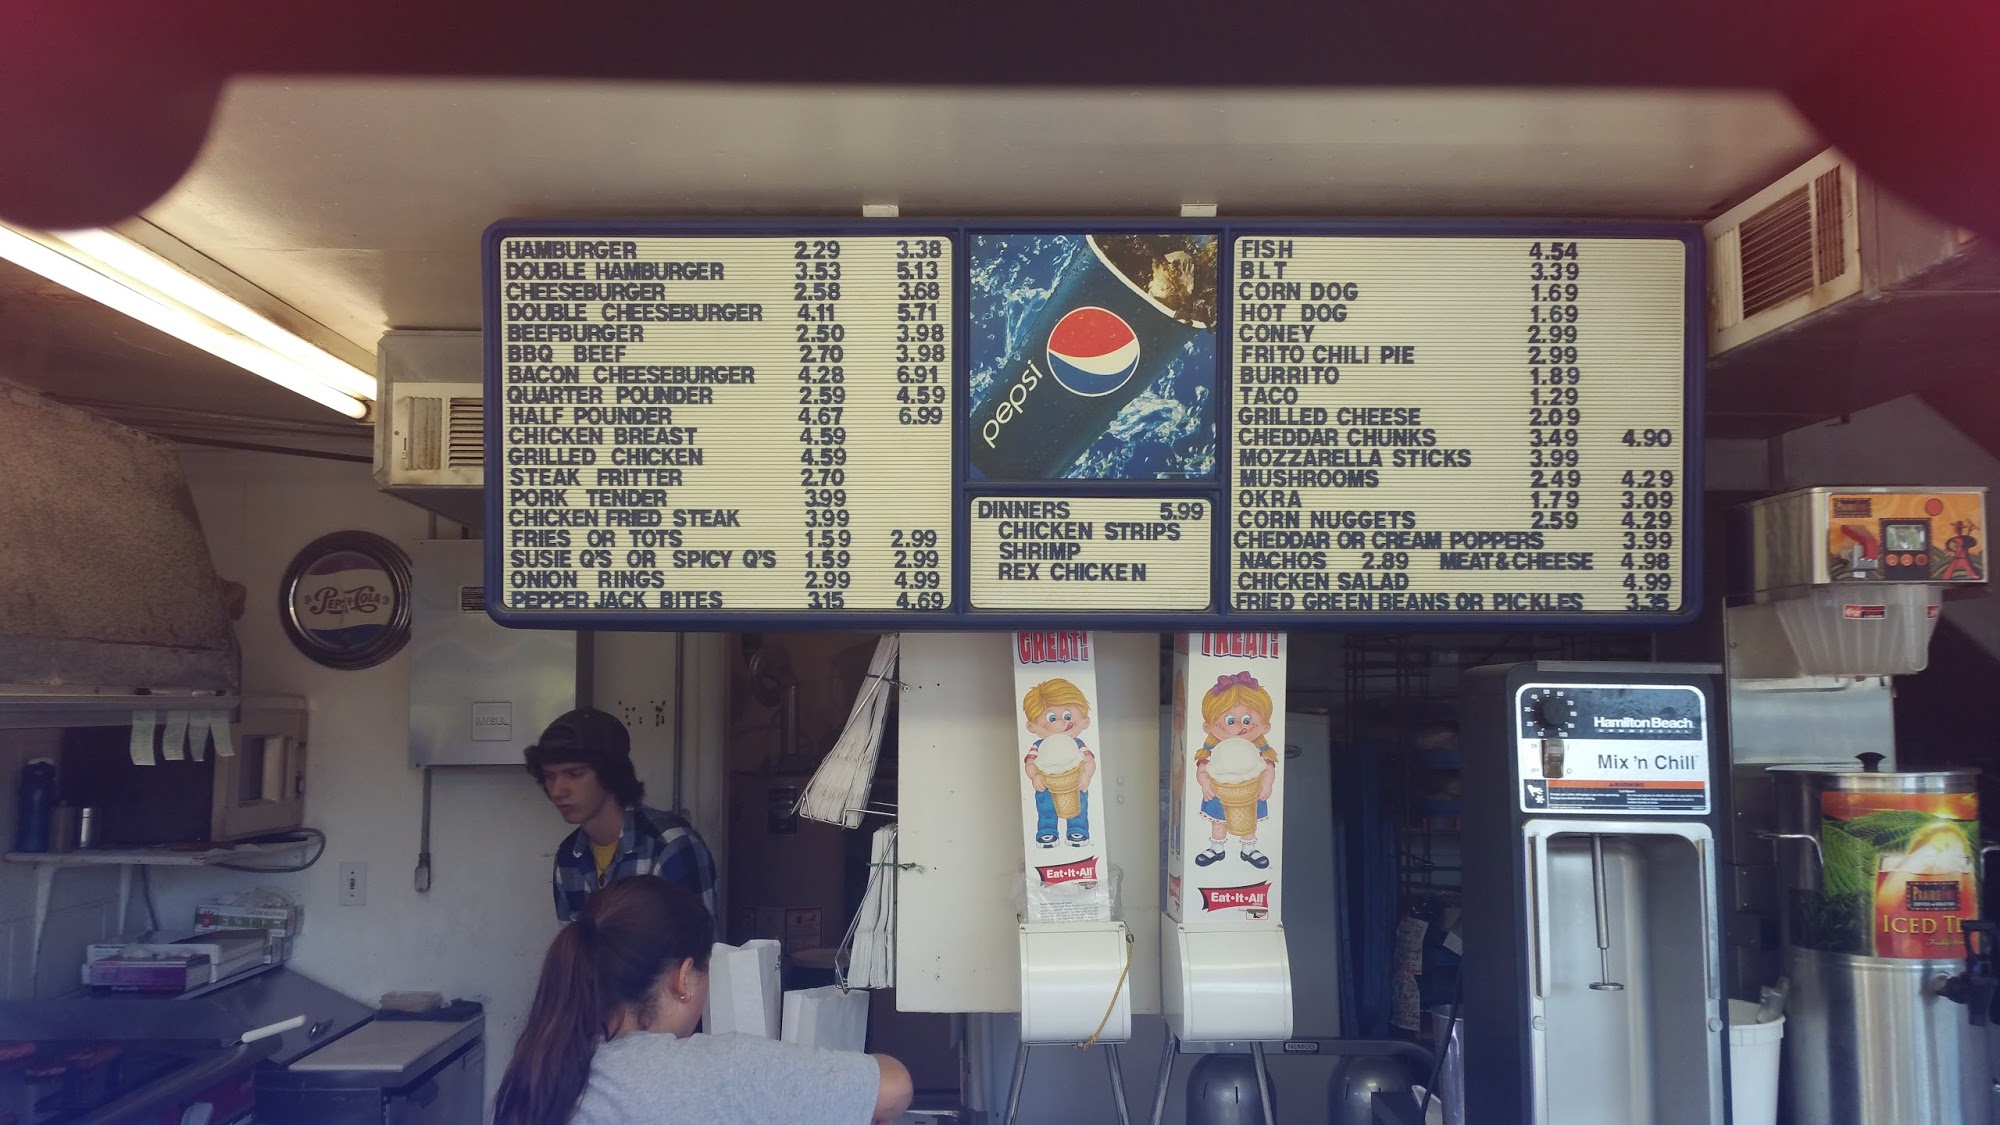 HAMBURGER 2.29 3.38
DOUBLE HAMBURGER 3.53 5.13
CHEESEBURGER 2.58 3.68
DOUBLE CHEESEBURGER 4.11 5.71
BEEFBURGER 2.50 3.98
BBQ BEEF 2.70 3.98
BACON CHEESEBURGER 4.28 6.91
QUARTER POUNDER 2.59 4.59
HALF POUNDER 4.67 6.99
CHICKEN BREAST 4.59
GRILLED CHICKEN 4.59
STEAK FRITTER 2.70
PORK TENDER 3.99
CHICKEN FRIED STEAK 3.99
FRIES OR TOTS 1.59 2.99
SUSIE Q'S OR SPICY Q'S 1.59 2.99
ONION RINGS 2.99 4.99
PEPPER JACK BITES 3.15 4.69
pepsi
DINNERS 5.99
CHICKEN STRIPS
SHRIMP
REX CHICKEN
FISH 4.54
BLT 3.39
CORN DOG 1.69
HOT DOG 1.69
CONEY 2.99
FRITO CHILI PIE 2.99
BURRITO 1.89
TACO 1.29
GRILLED CHEESE 2.09
CHEDDAR CHUNKS 3.49 4.90
MOZZARELLA STICKS 3.99
MUSHROOMS 2.49 4.29
OKRA 1.79 3.09
CORN NUGGETS 2.59 4.29
CHEDDAR OR CREAM POPPERS 3.99
NACHOS 2.89 MEAT & CHEESE 4.98
CHICKEN SALAD 4.99
FRIED GREEN BEANS OR PICKLES 3.35
PEPSI-COLA
ANSUL
GREAT!
Eat-It-All
TREAT!
Eat-It-All
Hamilton Beach
COMMERCIAL
Mix 'n Chill
WARNING
NEMCO
ICED TE